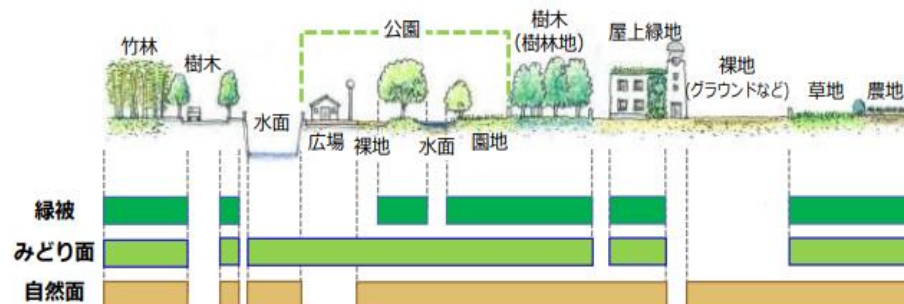 公園
竹林
樹木
樹木
(樹林地)
屋上緑地
裸地
(グラウンドなど)
草地
農地
水面
広場
裸地
水面
園地
緑被
みどり面
自然面